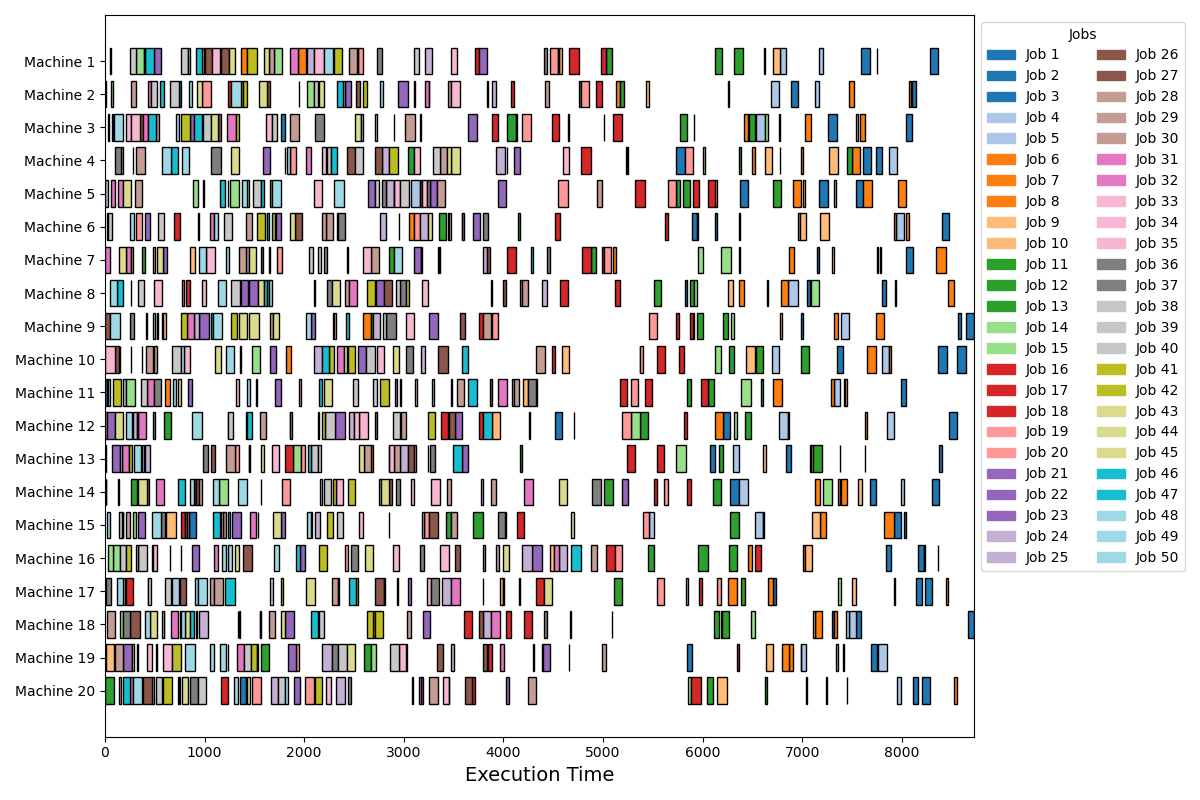 Machine 1
Machine 2
Machine 3
Machine 4
Machine 5
Machine 6
Machine 7
Machine 8
Machine 9
Machine 10
Machine 11
Machine 12
Machine 13
Machine 14
Machine 15
Machine 16
Machine 17
Machine 18
Machine 19
Machine 20
0 1000 2000 3000 4000 5000 6000 7000 8000
Execution Time
Jobs
Job 1 Job 26
Job 2 Job 27
Job 3 Job 28
Job 4 Job 29
Job 5 Job 30
Job 6 Job 31
Job 7 Job 32
Job 8 Job 33
Job 9 Job 34
Job 10 Job 35
Job 11 Job 36
Job 12 Job 37
Job 13 Job 38
Job 14 Job 39
Job 15 Job 40
Job 16 Job 41
Job 17 Job 42
Job 18 Job 43
Job 19 Job 44
Job 20 Job 45
Job 21 Job 46
Job 22 Job 47
Job 23 Job 48
Job 24 Job 49
Job 25 Job 50